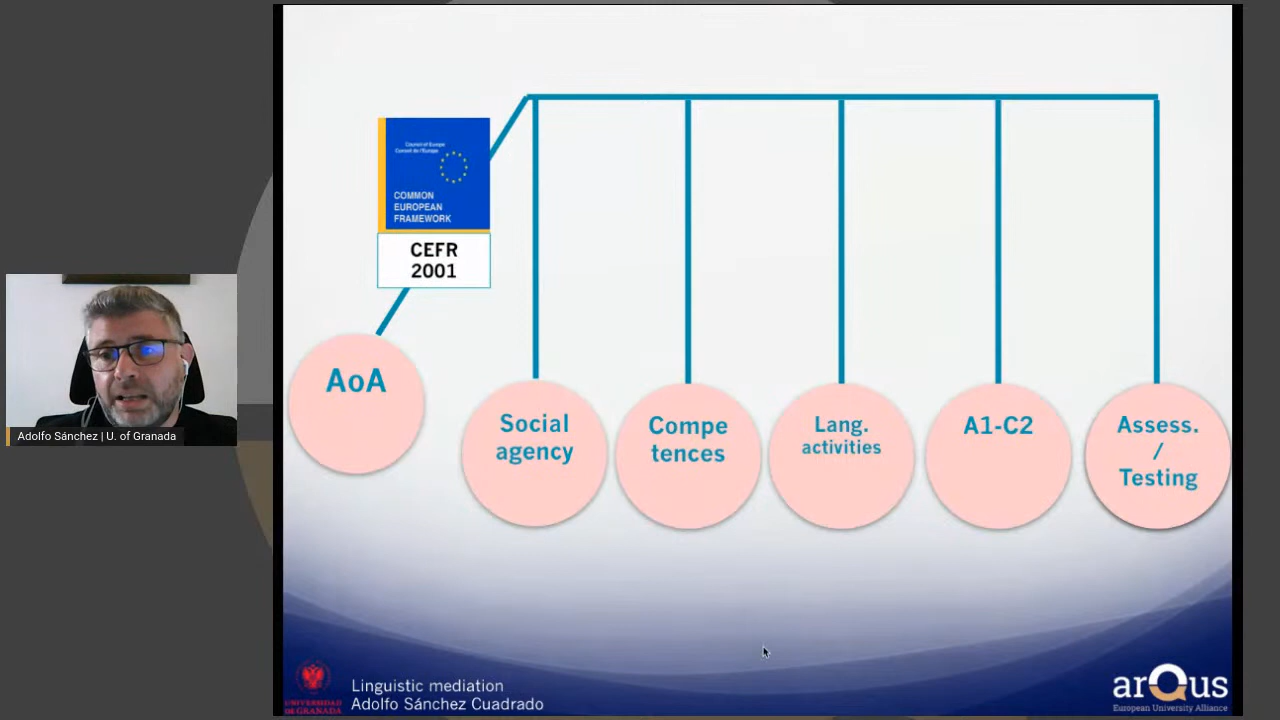 Council of Europe
Conseil de l'Europe
COMMON
EUROPEAN
FRAMEWORK
CEFR
2001
AoA
Social
agency
Compe
tences
Lang.
activities
A1-C2
Assess.
/
Testing
Adolfo Sánchez | U. of Granada
UNIVERSIDAD
DE GRANADA
Linguistic mediation
Adolfo Sánchez Cuadrado
arQus
European University Alliance